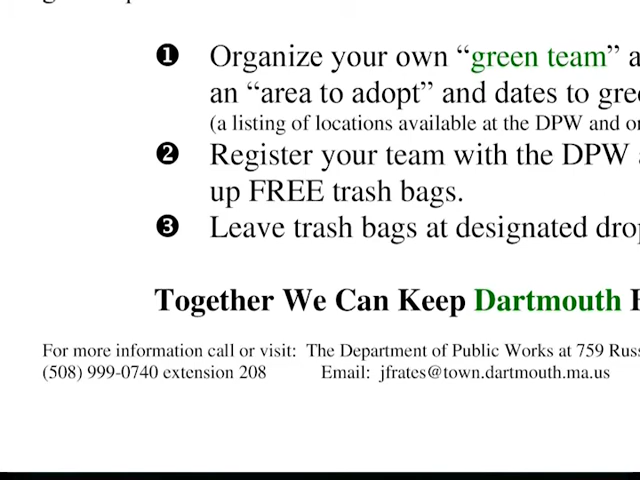 ❶ Organize your own “green team” a
an “area to adopt” and dates to gre
(a listing of locations available at the DPW and o
❷ Register your team with the DPW
up FREE trash bags.
❸ Leave trash bags at designated dro
Together We Can Keep Dartmouth
For more information call or visit: The Department of Public Works at 759 Russ
(508) 999-0740 extension 208 Email: jfrates@town.dartmouth.ma.us